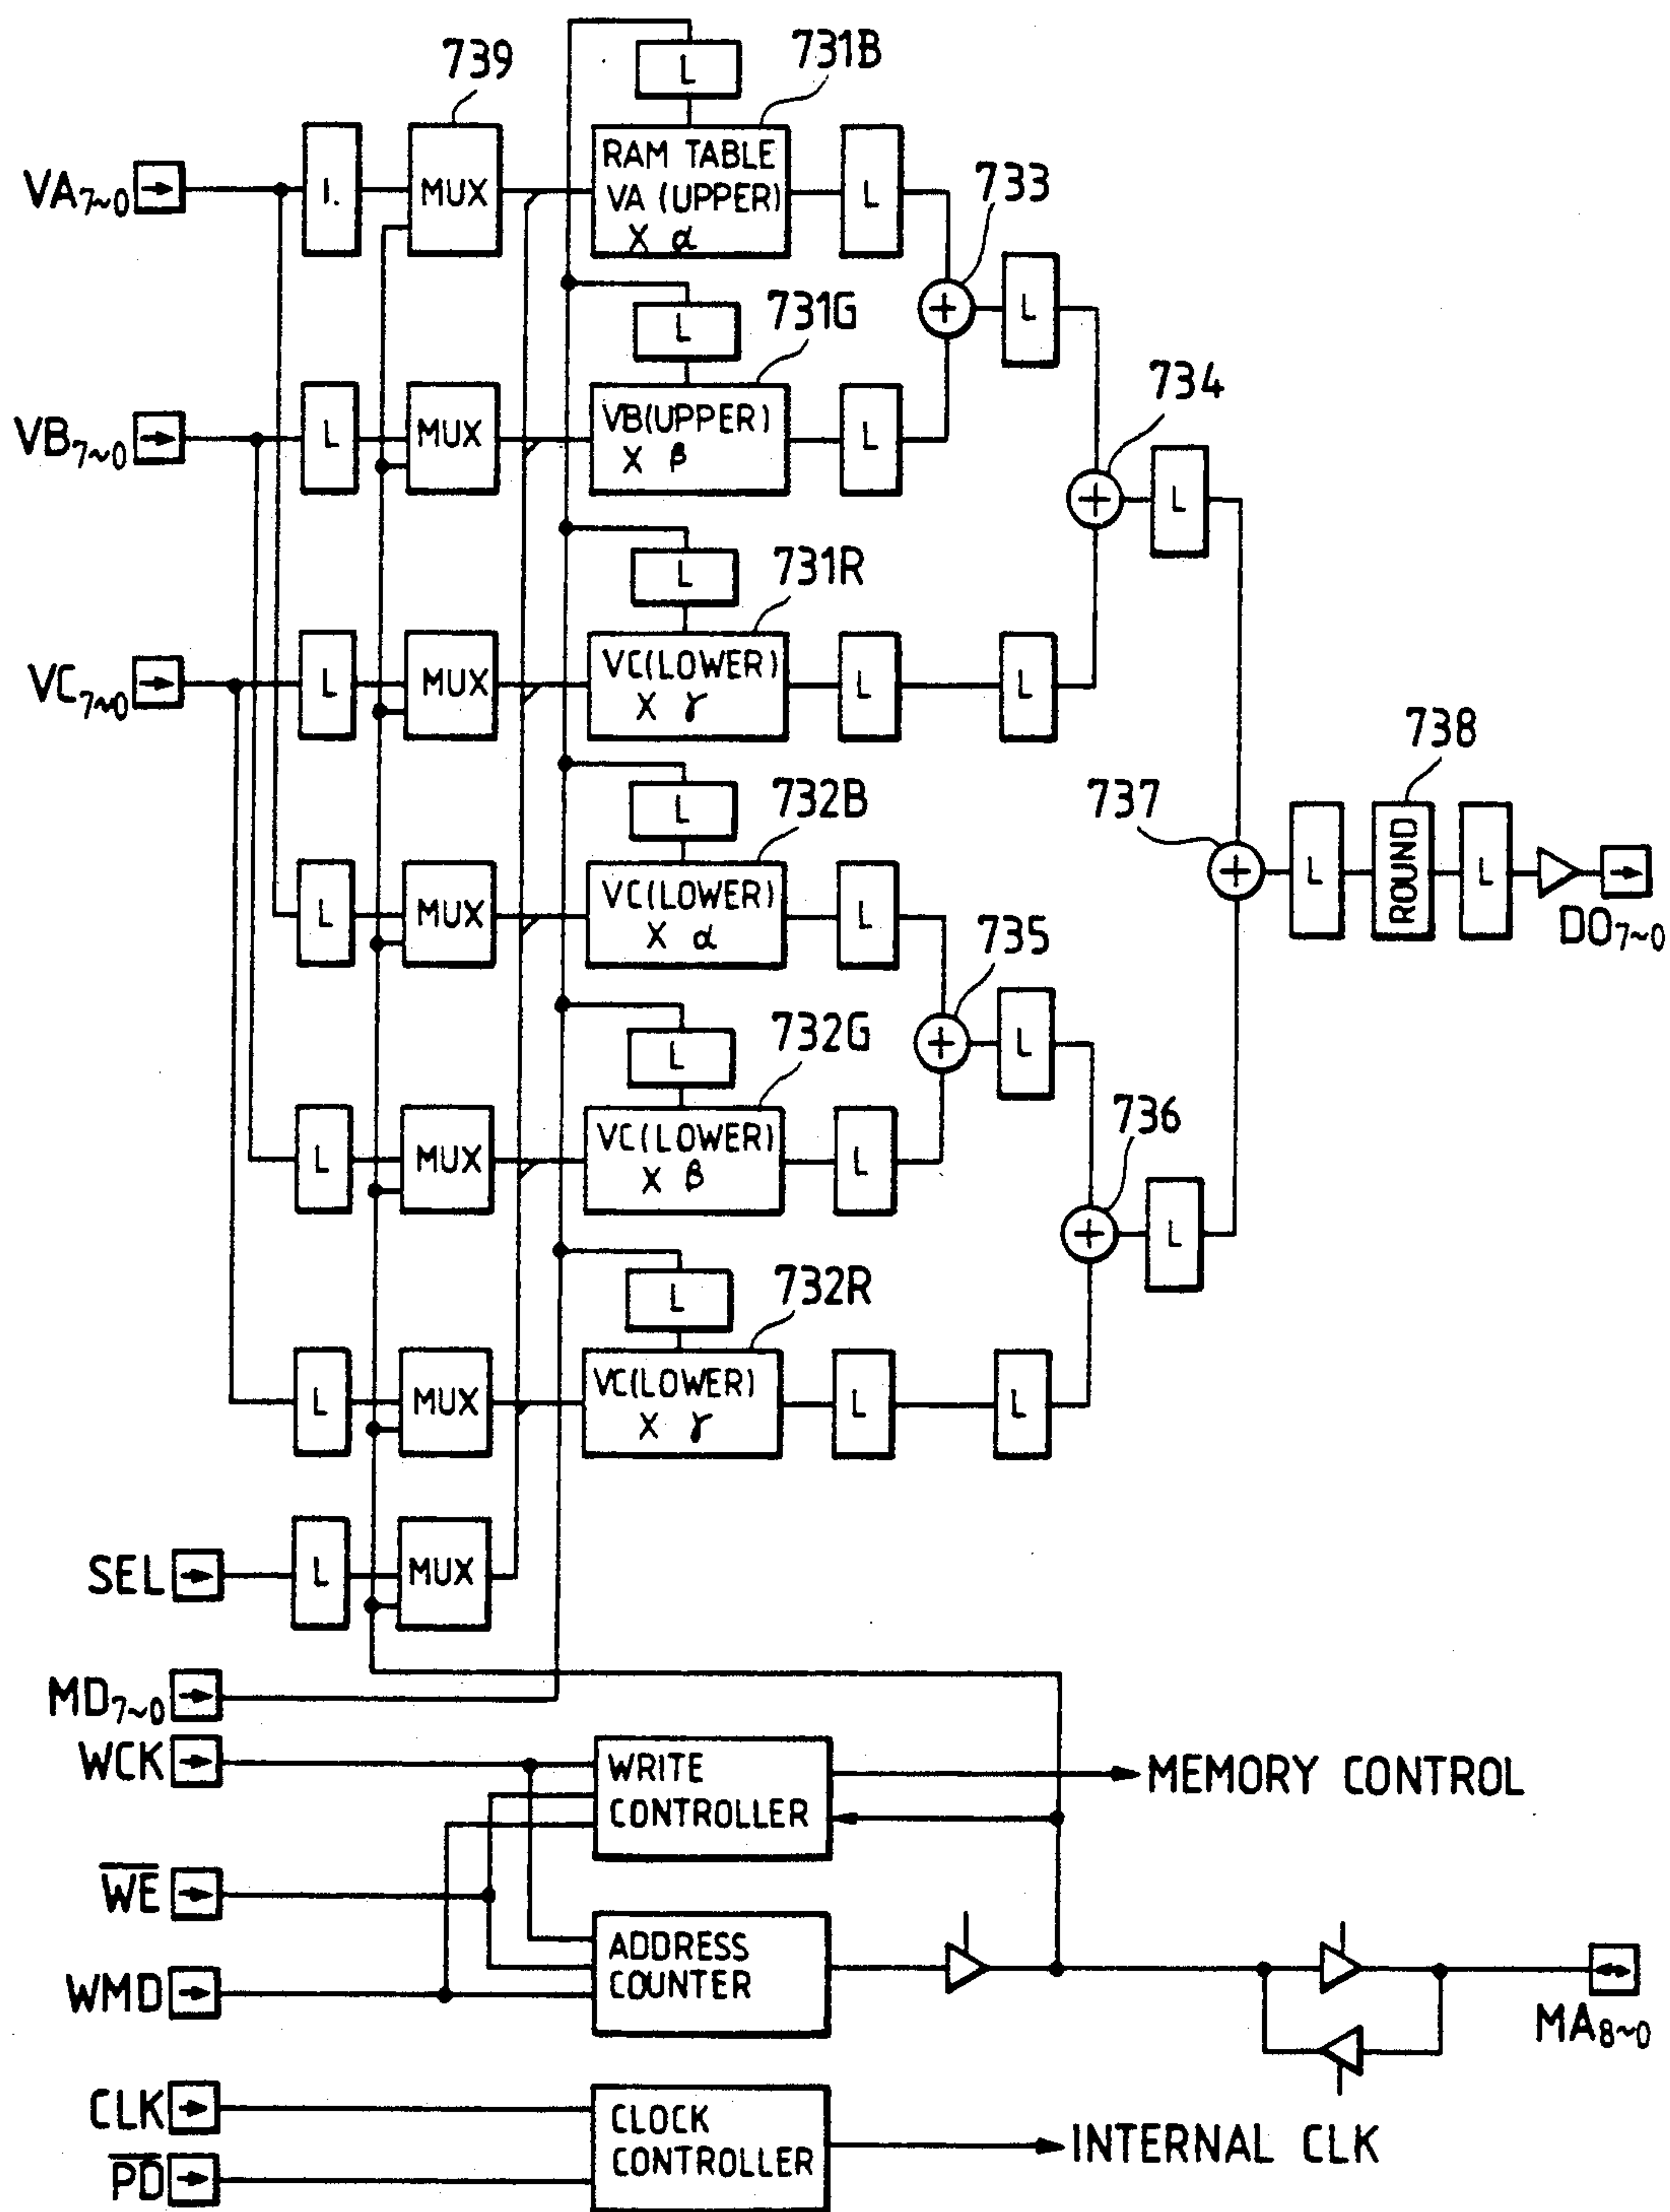 739
L
731B
VA7~0
I.
MUX
RAM TABLE
VA (UPPER)
X α
L
733
L
731G
L
734
VB7~0
L
MUX
VB(UPPER)
X β
L
L
L
731R
VC7~0
L
MUX
VC(LOWER)
X γ
L
L
738
L
732B
737
L
ROUND
L
DO7~0
L
MUX
VC(LOWER)
X α
L
735
L
732G
L
L
MUX
VC(LOWER)
X β
L
736
L
L
732R
L
MUX
VC(LOWER)
X γ
L
L
SEL
L
MUX
MD7~0
WCK
WRITE
CONTROLLER
MEMORY CONTROL
WE
ADDRESS
COUNTER
WMD
MA8~0
CLK
CLOCK
CONTROLLER
INTERNAL CLK
PD